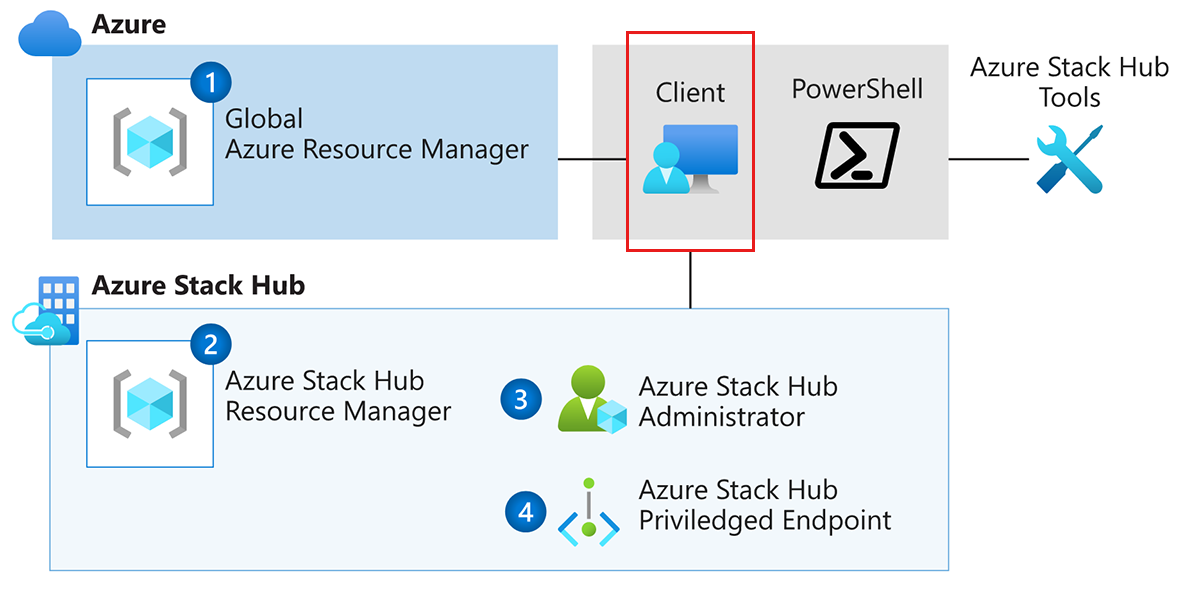 Azure
1
Global
Azure Resource Manager
Client
PowerShell
Azure Stack Hub
Tools
Azure Stack Hub
2
Azure Stack Hub
Resource Manager
3
Azure Stack Hub
Administrator
4
Azure Stack Hub
Priviledged Endpoint